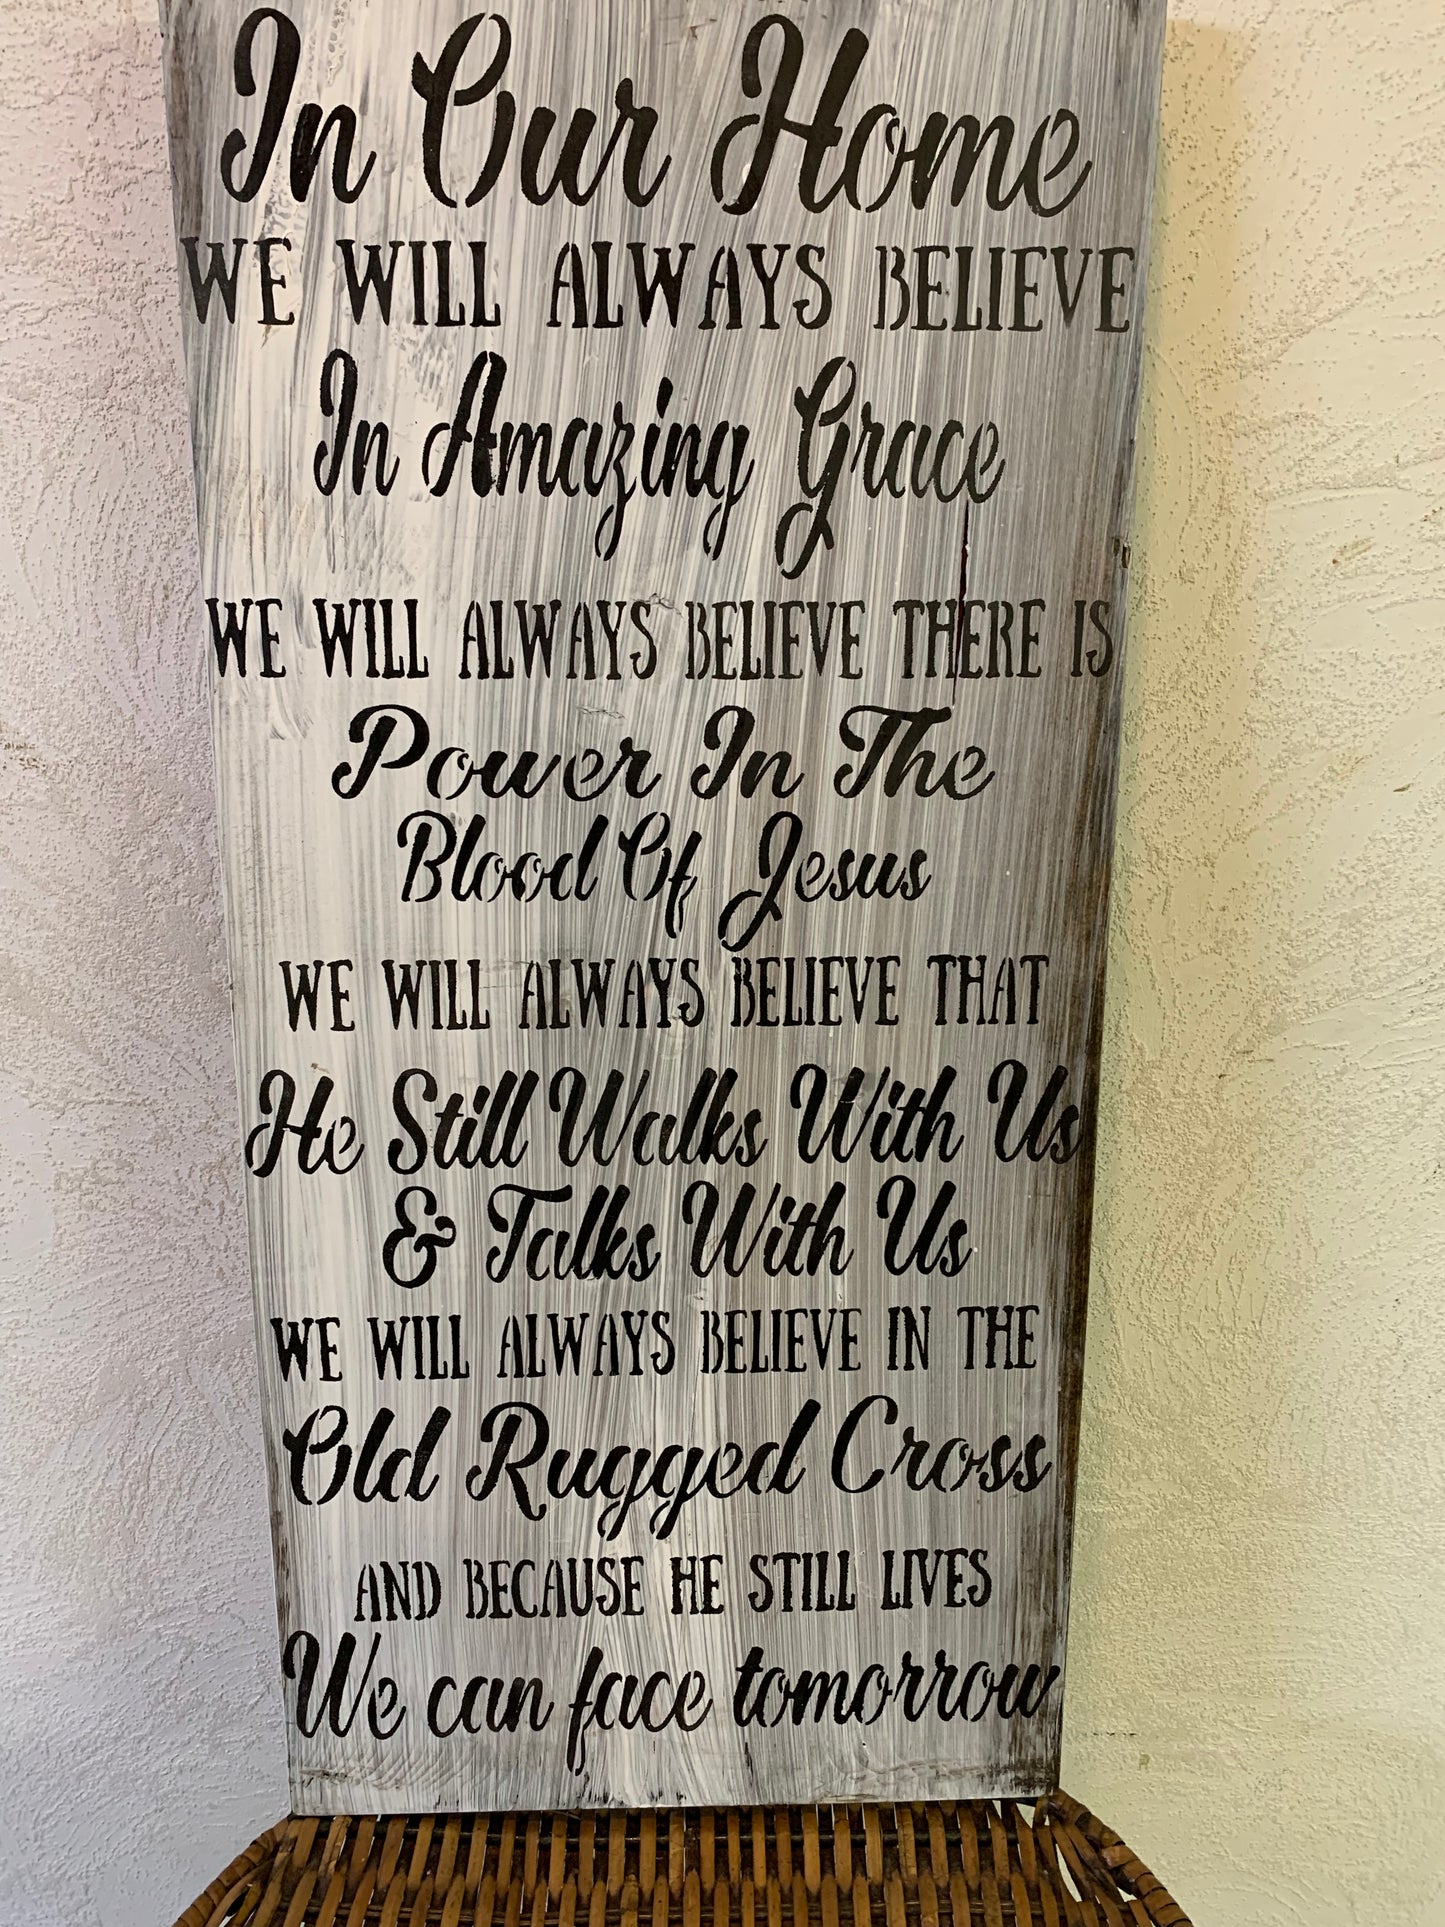 In Our Home
WE WILL ALWAYS BELIEVE
In Amazing Grace
WE WILL ALWAYS BELIEVE THERE IS
Power In The
Blood Of Jesus
WE WILL ALWAYS BELIEVE THAT
He Still Walks With Us
& Talks With Us
WE WILL ALWAYS BELIEVE IN THE
Old Rugged Cross
AND BECAUSE HE STILL LIVES
We can face tomorrow